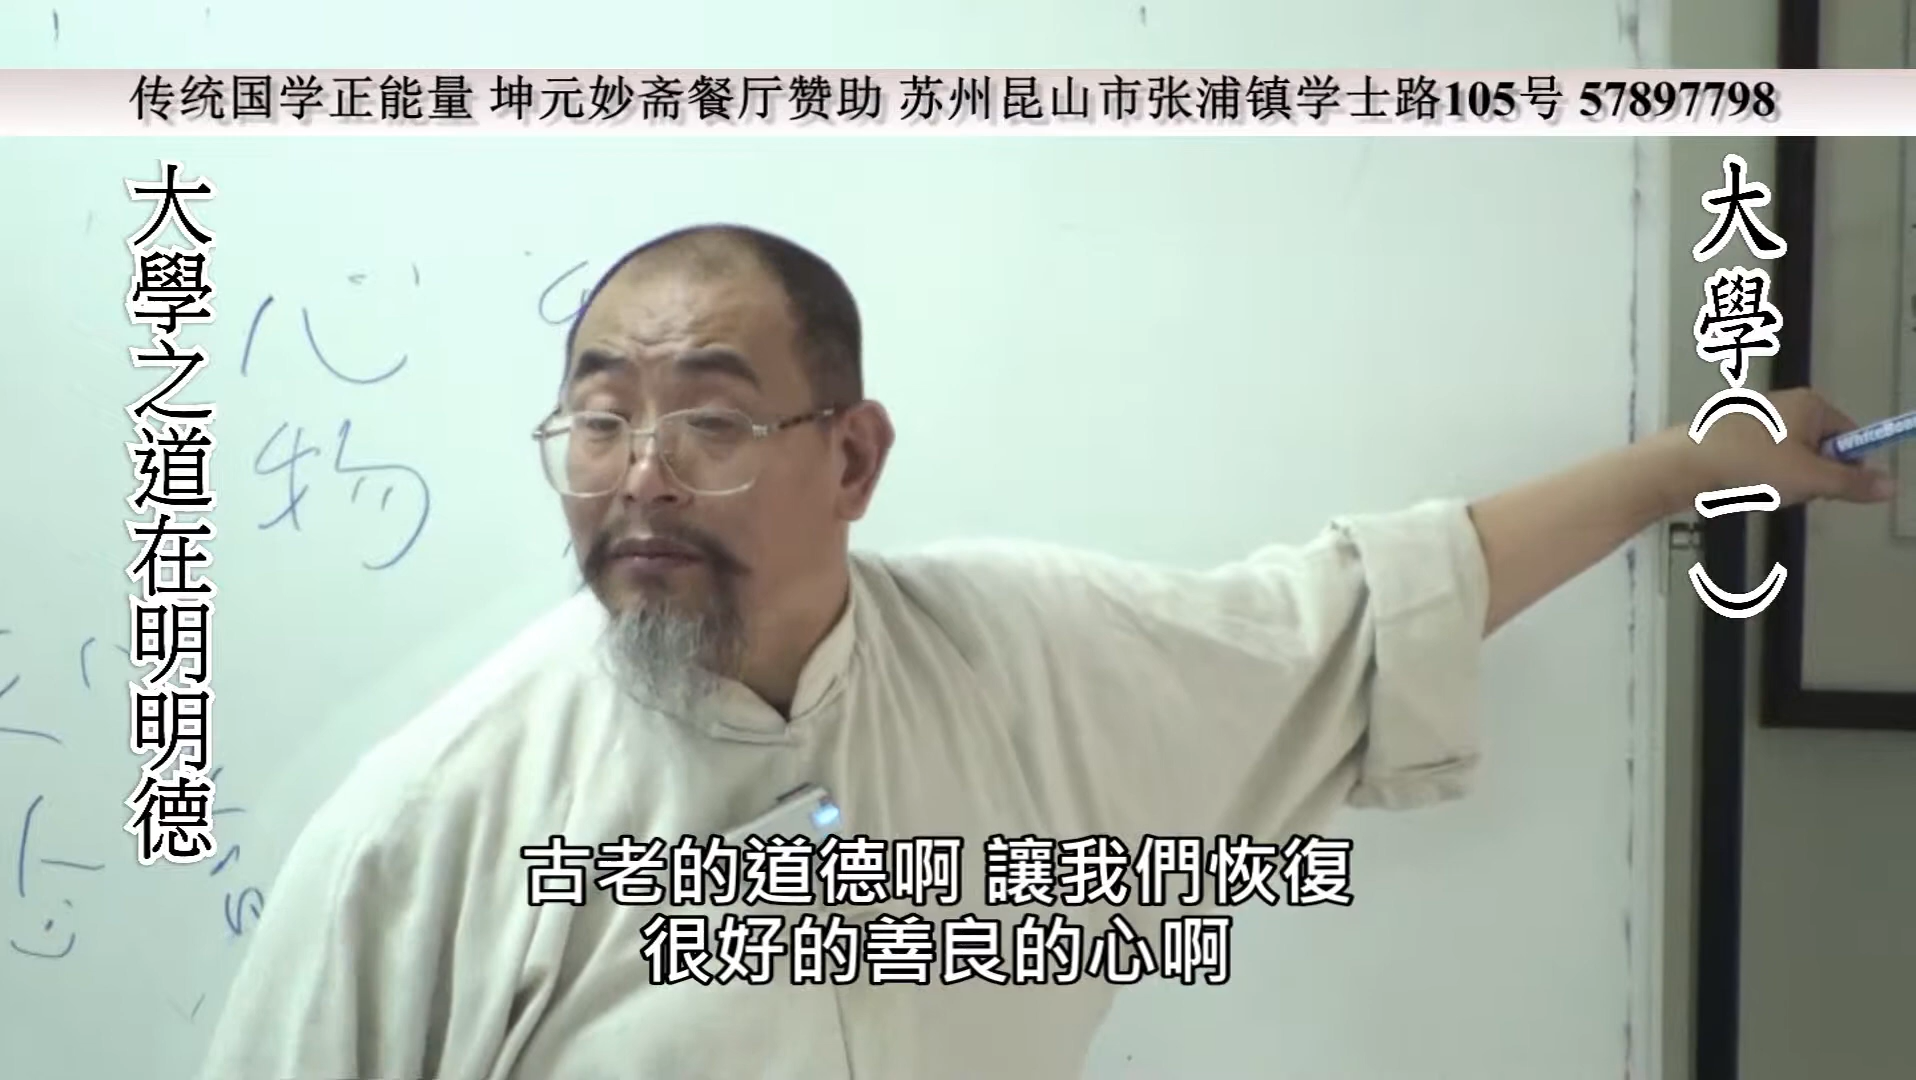 传统国学正能量 坤元妙斋餐厅赞助 苏州昆山市张浦镇学士路105号 57897798
大學（一）
大學之道在明明德
心
物
古老的道德啊 讓我們恢復
很好的善良的心啊